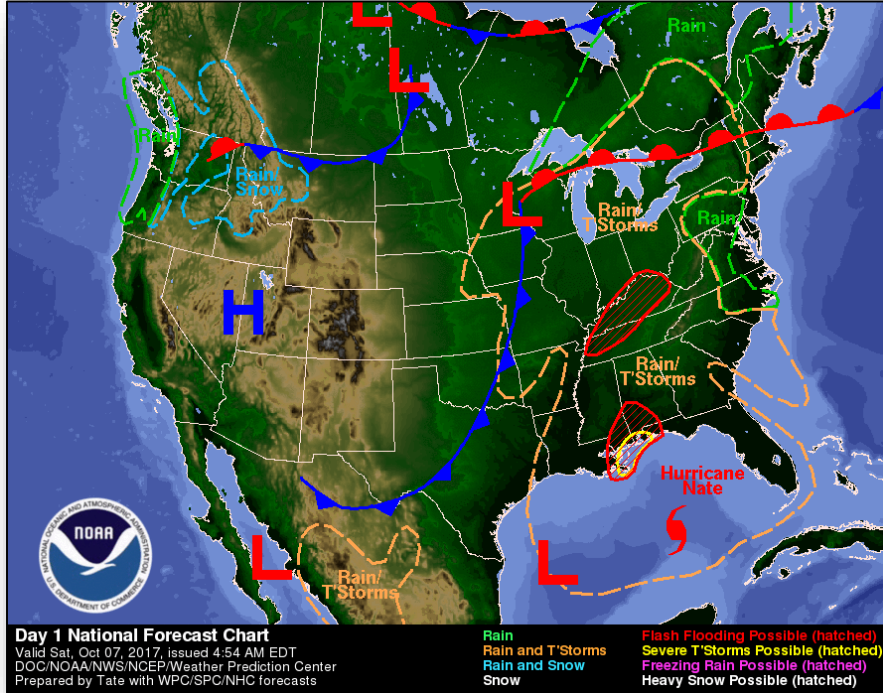 L
L
Rain
Rain
Rain/
Snow
L
Rain/
T'Storms
Rain
H
Rain/
T'Storms
Hurricane
Nate
NATIONAL OCEANIC AND ATMOSPHERIC ADMINISTRATION
NOAA
U.S. DEPARTMENT OF COMMERCE
L
Rain/
T'Storms
L
Day 1 National Forecast Chart
Valid Sat, Oct 07, 2017, issued 4:54 AM EDT
DOC/NOAA/NWS/NCEP/Weather Prediction Center
Prepared by Tate with WPC/SPC/NHC forecasts
Rain
Rain and T'Storms
Rain and Snow
Snow
Flash Flooding Possible (hatched)
Severe T'Storms Possible (hatched)
Freezing Rain Possible (hatched)
Heavy Snow Possible (hatched)